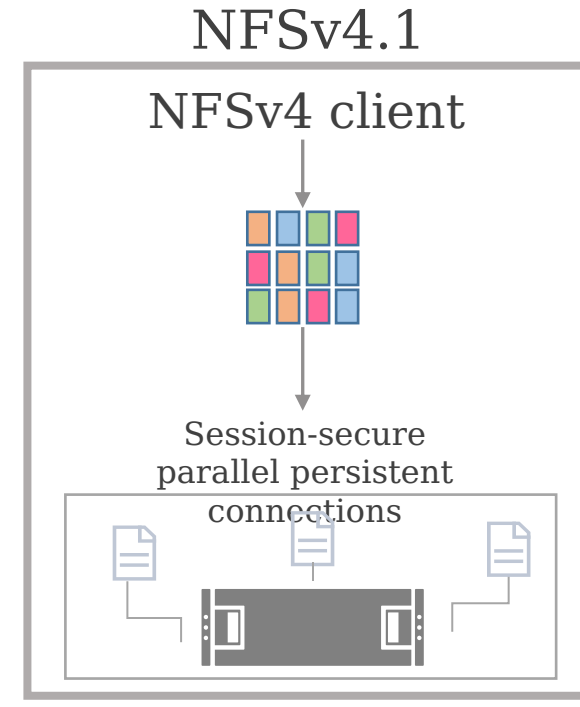 NFSv4.1
NFSv4 client
Session-secure
parallel persistent
connections